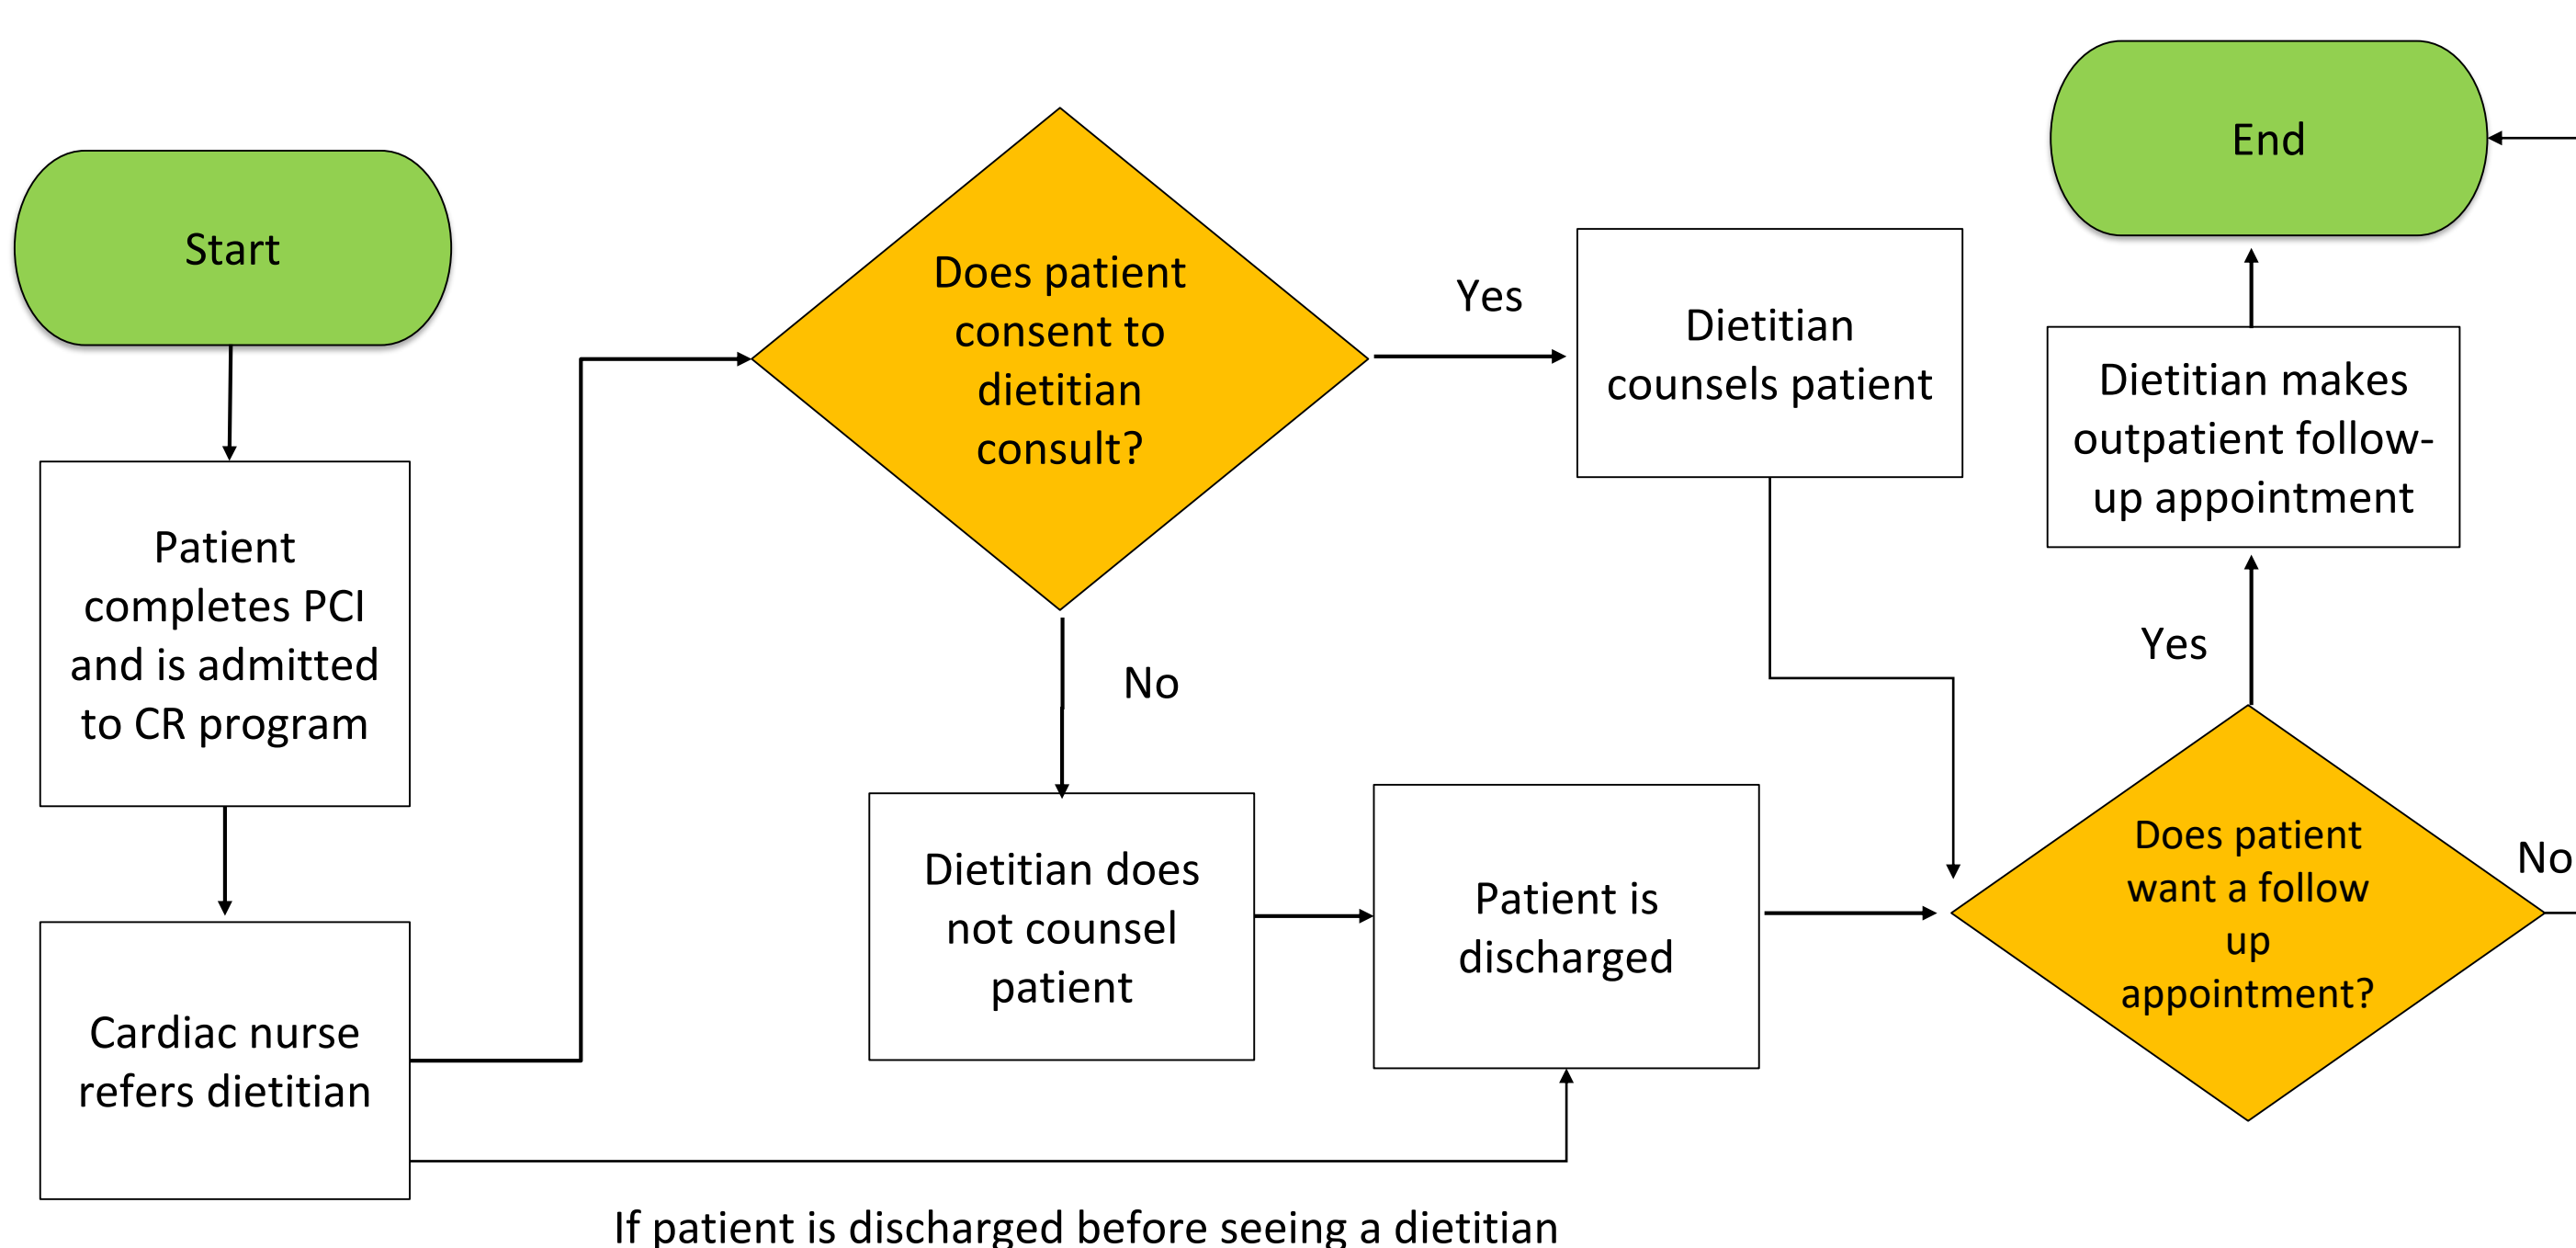 Start
Patient
completes PCI
and is admitted
to CR program
Cardiac nurse
refers dietitian
Does patient
consent to
dietitian
consult?
Yes
No
Dietitian
counsels patient
Dietitian does
not counsel
patient
Patient is
discharged
If patient is discharged before seeing a dietitian
Does patient
want a follow
up
appointment?
Yes
No
Dietitian makes
outpatient follow-
up appointment
End